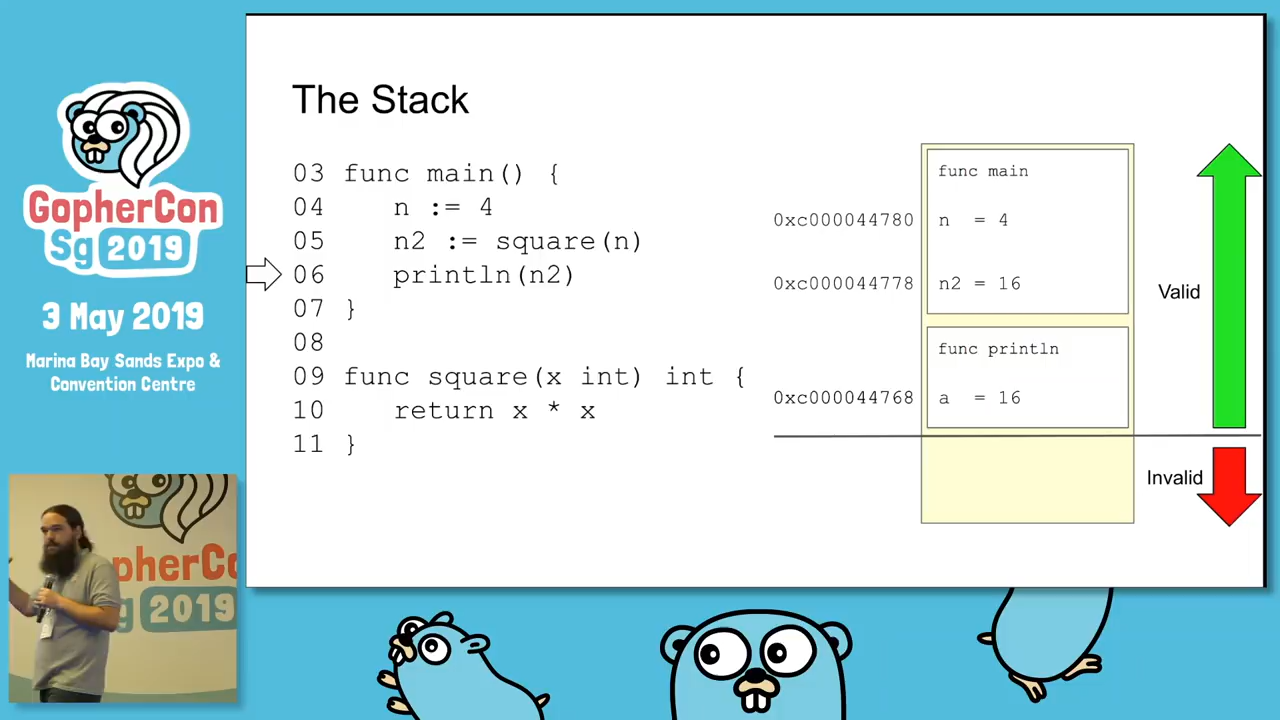 GopherCon
Sg 2019
3 May 2019
Marina Bay Sands Expo &
Convention Centre
The Stack
03 func main() {
04    n := 4
05    n2 := square(n)
06    println(n2)
07 }
08
09 func square(x int) int {
10    return x * x
11 }
func main
0xc000044780 n = 4
0xc000044778 n2 = 16
func println
0xc000044768 a = 16
Valid
Invalid
pherCo
g 2019